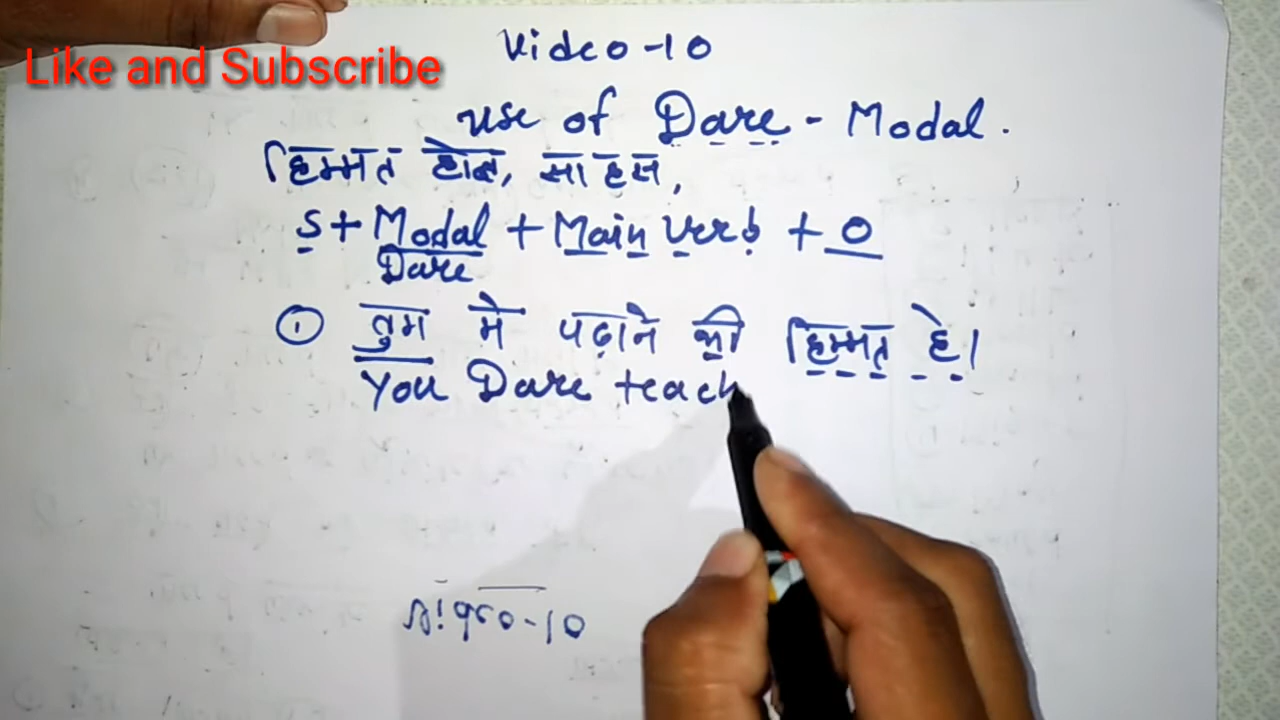 Like and Subscribe
Video-10
use of Dare - Modal.
हिम्मत होना, साहस,
S + Modal + Main Verb + O
Dare
① तुम मे पढ़ाने की हिम्मत है।
You Dare teach